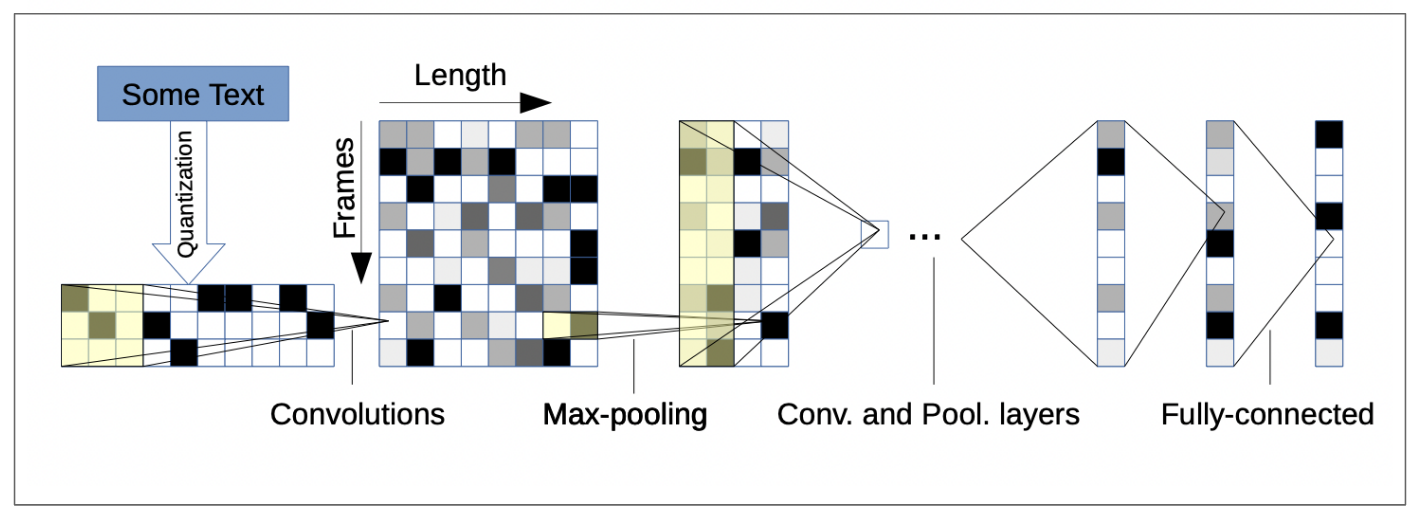 Some Text
Quantization
Length
Frames
...
Convolutions
Max-pooling
Conv. and Pool. layers
Fully-connected